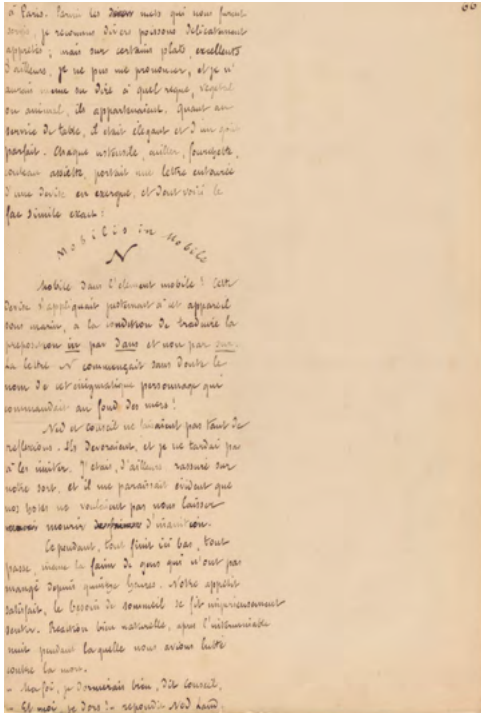 66
à Paris. Parmi les divers mets qui nous furent
servis, je reconnus divers poissons délicatement
apprêtés ; mais sur certains plats, excellents
d'ailleurs, je ne pus me prononcer, et je n'
aurais même su dire à quel règne, végétal
ou animal, ils appartenaient. Quant au
service de table, il était élégant et d'un goût
parfait. Chaque ustensile, cuiller, fourchette,
couteau assiette, portait une lettre entourée
d'une devise en exergue, et dont voici le
fac simile exact :
Mobilis in Mobile
N
Mobile dans l'élément mobile ! Cette
devise s'appliquait justement à cet appareil
sous marin, à la condition de traduire la
préposition in par dans et non par sur.
La lettre N commençait sans doute le
nom de cet énigmatique personnage qui
commandait au fond des mers !
Ned et Conseil ne faisaient pas tant de
réflexions. Ils dévoraient, et je ne tardai pas
à les imiter. J'étais, d'ailleurs, rassuré sur
notre sort, et il me paraissait évident que
nos hôtes ne voulaient pas nous laisser
mourir d'inanition.
Cependant, tout finit ici bas, tout
passe, même la faim de gens qui n'ont pas
mangé depuis quinze heures. Notre appétit
satisfait, le besoin de sommeil se fit impérieusement
sentir. Réaction bien naturelle, après l'interminable
nuit pendant laquelle nous avions lutté
contre la mort.
- Ma foi, je dormirais bien, dit Conseil,
- Et moi, je dors ! - répondit Ned Land.